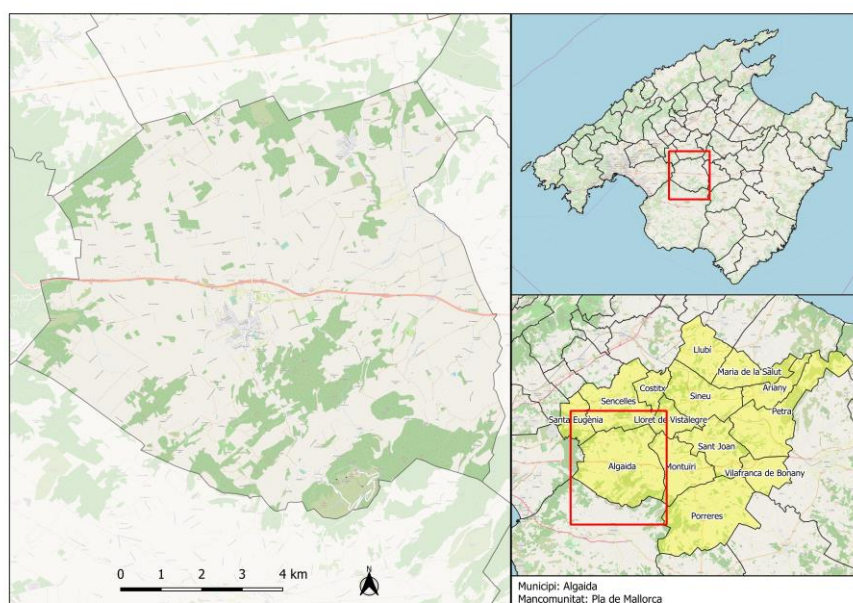 0 1 2 3 4 km
N
Llubí
Maria de la Salut
Ariany
Costitx
Sineu
Sencelles
Petra
Santa Eugènia
Lloret de Vistalegre
Sant Joan
Algaida
Montuïri
Vilafranca de Bonany
Porreres
Municipi: Algaida
Mancomunitat: Pla de Mallorca